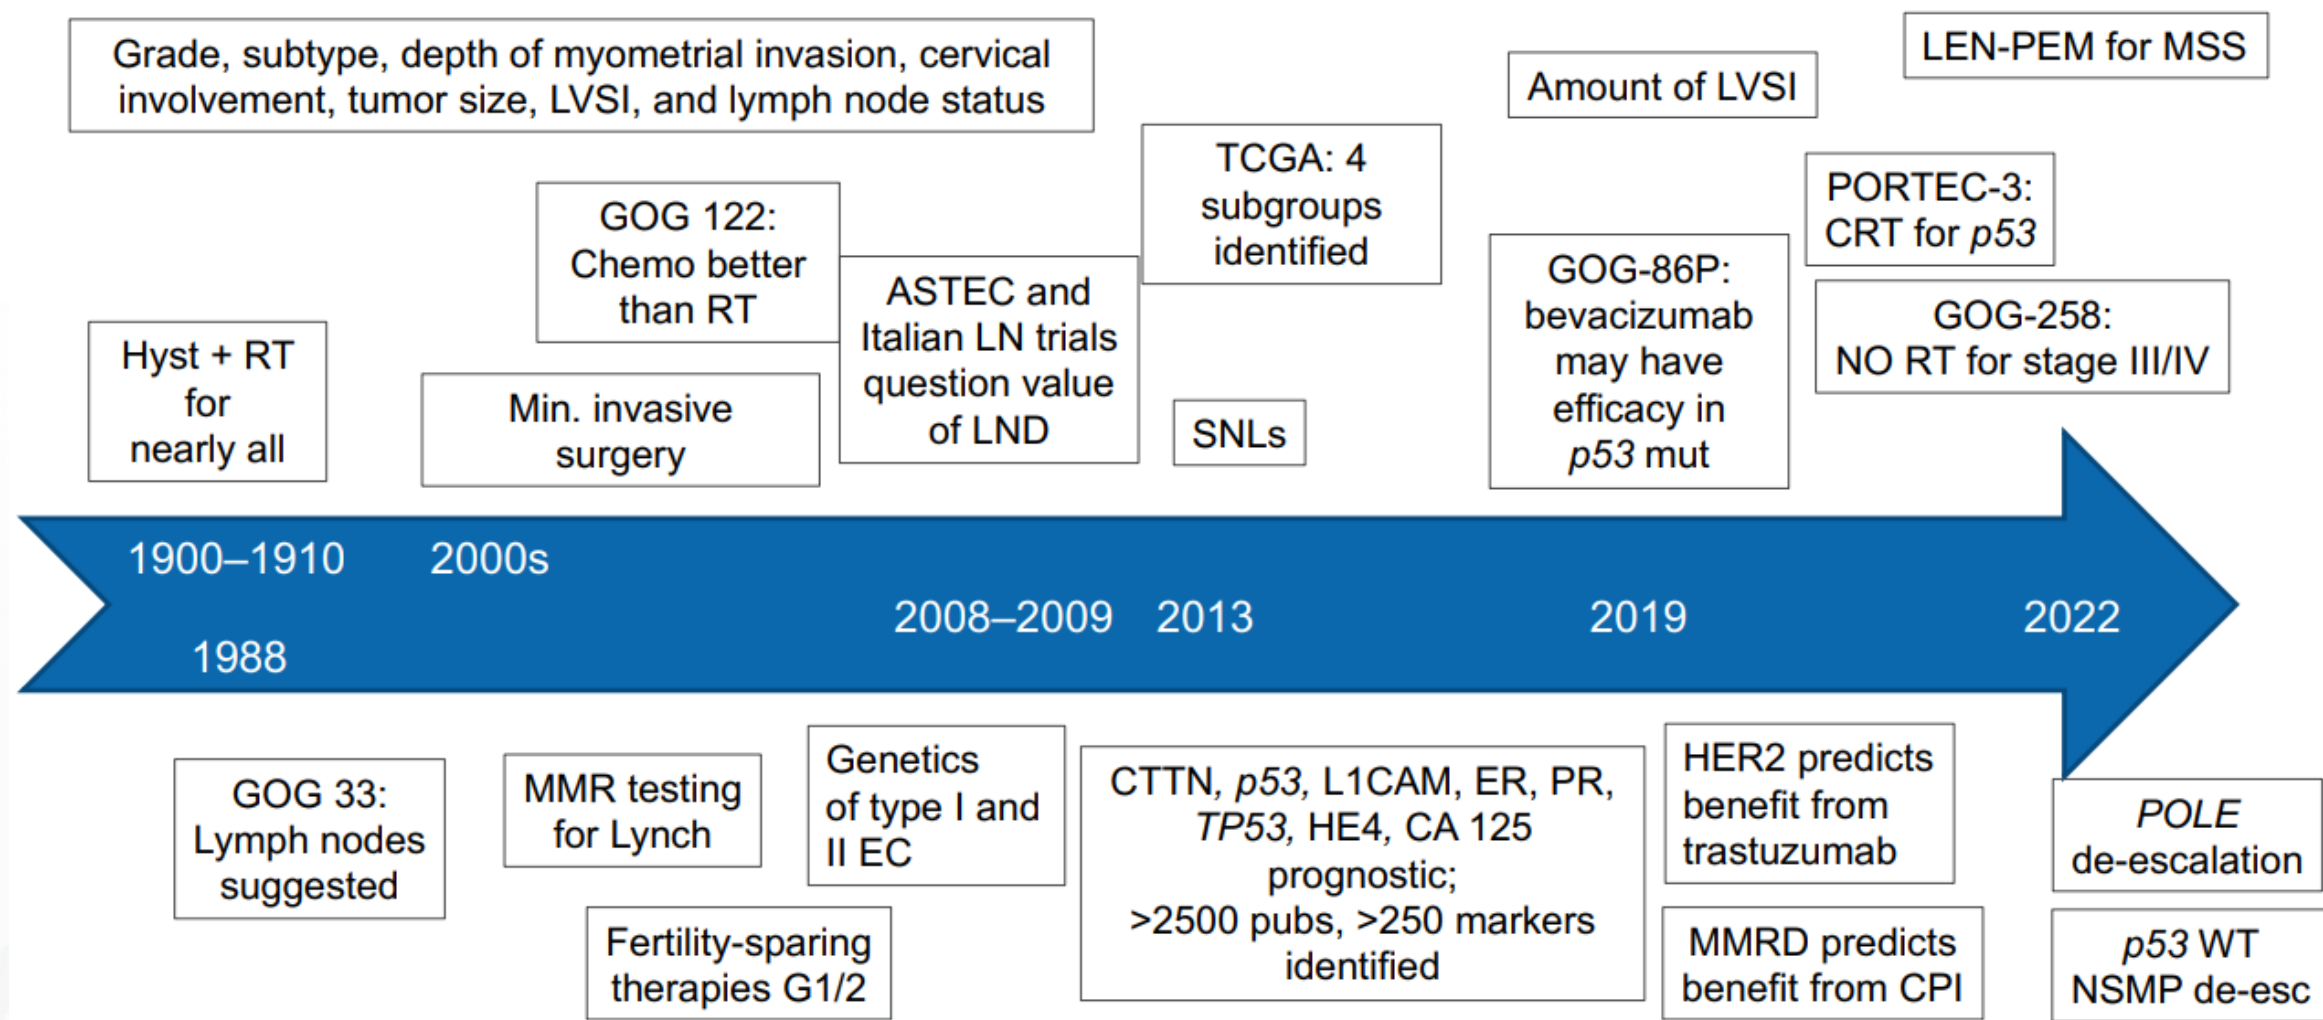 Grade, subtype, depth of myometrial invasion, cervical
involvement, tumor size, LVSI, and lymph node status
LEN-PEM for MSS
Amount of LVSI
TCGA: 4
subgroups
identified
PORTEC-3:
CRT for p53
GOG 122:
Chemo better
than RT
GOG-86P:
bevacizumab
may have
efficacy in
p53 mut
ASTEC and
Italian LN trials
question value
of LND
GOG-258:
NO RT for stage III/IV
Hyst + RT
for
nearly all
Min. invasive
surgery
SNLs
1900–1910
2000s
1988
2008–2009
2013
2019
2022
GOG 33:
Lymph nodes
suggested
MMR testing
for Lynch
Fertility-sparing
therapies G1/2
Genetics
of type I and
II EC
CTTN, p53, L1CAM, ER, PR,
TP53, HE4, CA 125
prognostic;
>2500 pubs, >250 markers
identified
HER2 predicts
benefit from
trastuzumab
MMRD predicts
benefit from CPI
POLE
de-escalation
p53 WT
NSMP de-esc